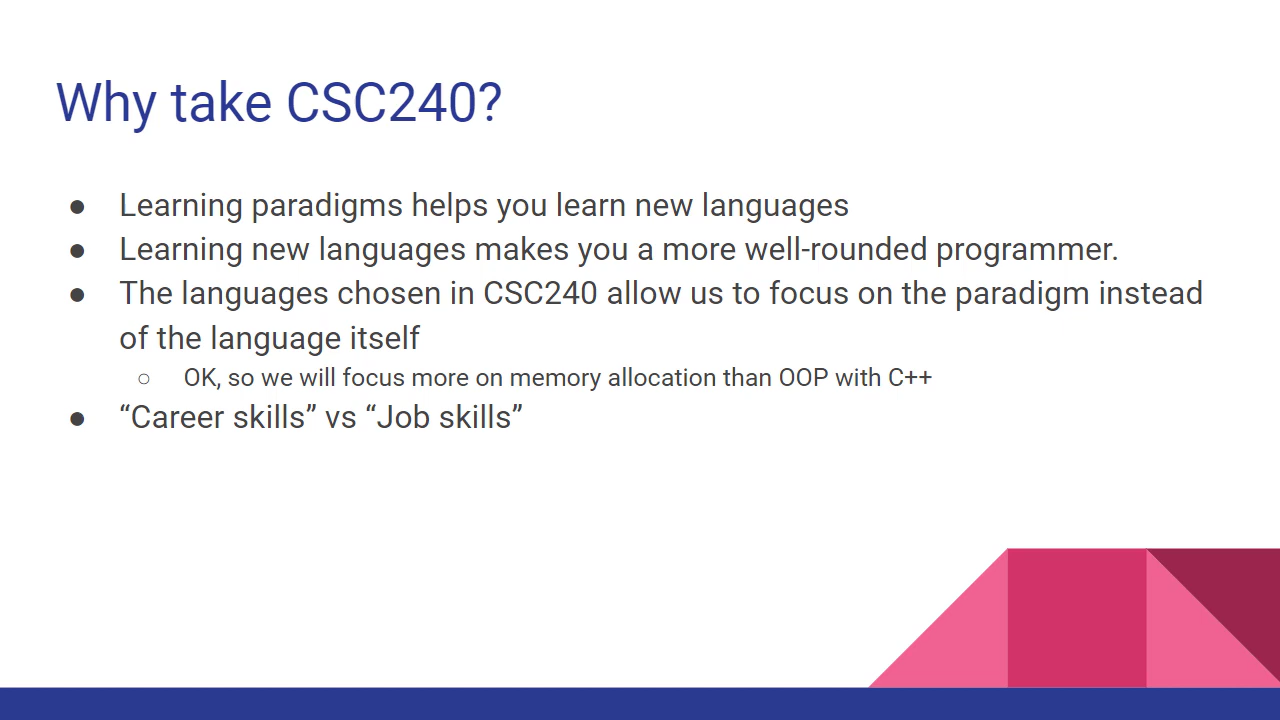 Why take CSC240?
● Learning paradigms helps you learn new languages
● Learning new languages makes you a more well-rounded programmer.
● The languages chosen in CSC240 allow us to focus on the paradigm instead
of the language itself
○ OK, so we will focus more on memory allocation than OOP with C++
● “Career skills” vs “Job skills”